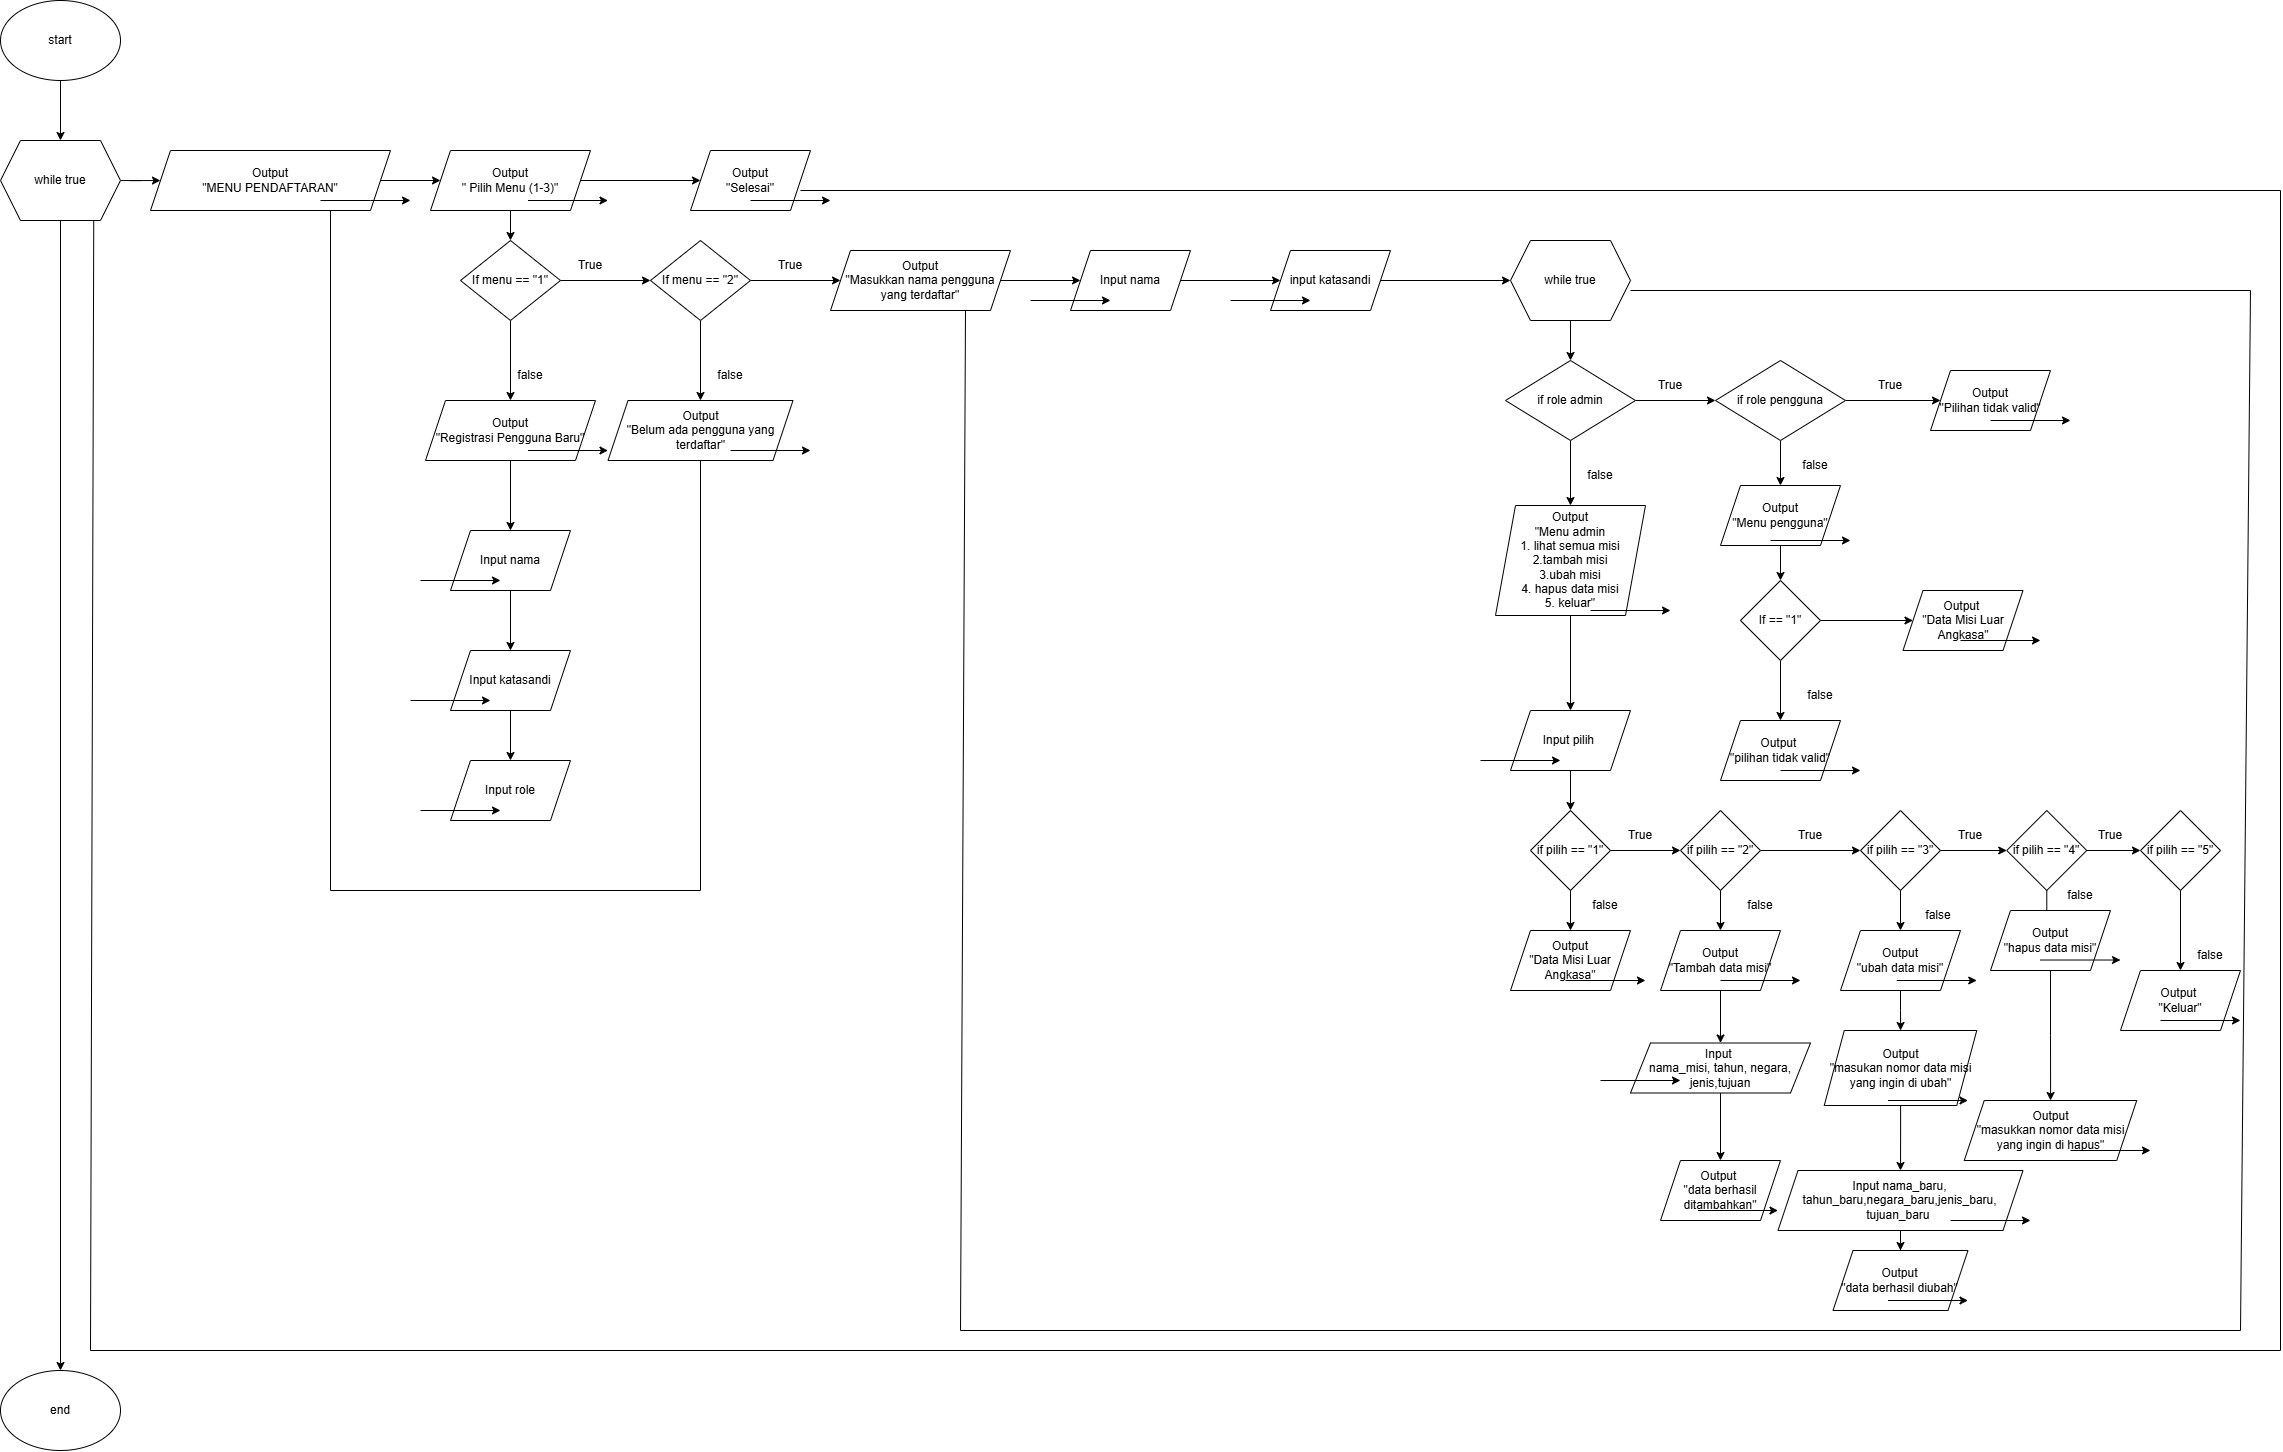 start
while true
Output
"MENU PENDAFTARAN"
Output
" Pilih Menu (1-3)"
Output
"Selesai"
If menu == "1"
True
If menu == "2"
True
Output
"Masukkan nama pengguna
yang terdaftar"
Input nama
input katasandi
while true
false
false
Output
"Registrasi Pengguna Baru"
Output
"Belum ada pengguna yang
terdaftar"
Input nama
Input katasandi
Input role
if role admin
True
if role pengguna
True
Output
"Pilihan tidak valid"
false
false
Output
"Menu admin
1. lihat semua misi
2.tambah misi
3.ubah misi
4. hapus data misi
5. keluar"
Output
"Menu pengguna"
If == "1"
Output
"Data Misi Luar
Angkasa"
false
Output
"pilihan tidak valid"
Input pilih
if pilih == "1"
True
if pilih == "2"
True
if pilih == "3"
True
if pilih == "4"
True
if pilih == "5"
false
false
false
false
false
Output
"Data Misi Luar
Angkasa"
Output
"Tambah data misi"
Output
"ubah data misi"
Output
"hapus data misi"
Output
"Keluar"
Input
nama_misi, tahun, negara,
jenis,tujuan
Output
"masukan nomor data misi
yang ingin di ubah"
Output
"masukkan nomor data misi
yang ingin di hapus"
Output
"data berhasil
ditambahkan"
Input nama_baru,
tahun_baru,negara_baru,jenis_baru,
tujuan_baru
Output
"data berhasil diubah"
end